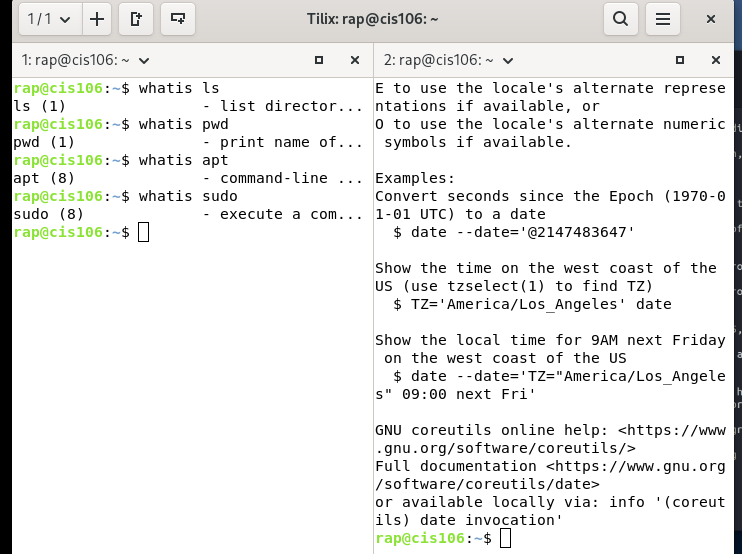 1 / 1
Tilix: rap@cis106: ~
1: rap@cis106: ~
rap@cis106:~$ whatis ls
ls (1)               - list director...
rap@cis106:~$ whatis pwd
pwd (1)              - print name of...
rap@cis106:~$ whatis apt
apt (8)              - command-line ...
rap@cis106:~$ whatis sudo
sudo (8)             - execute a com...
rap@cis106:~$
2: rap@cis106: ~
E to use the locale's alternate represe
ntations if available, or
O to use the locale's alternate numeric
 symbols if available.
Examples:
Convert seconds since the Epoch (1970-0
1-01 UTC) to a date
  $ date --date='@2147483647'
Show the time on the west coast of the
US (use tzselect(1) to find TZ)
  $ TZ='America/Los_Angeles' date
Show the local time for 9AM next Friday
 on the west coast of the US
  $ date --date='TZ="America/Los_Angele
s" 09:00 next Fri'
GNU coreutils online help: <https://www
.gnu.org/software/coreutils/>
Full documentation <https://www.gnu.org
/software/coreutils/date>
or available locally via: info '(coreut
ils) date invocation'
rap@cis106:~$